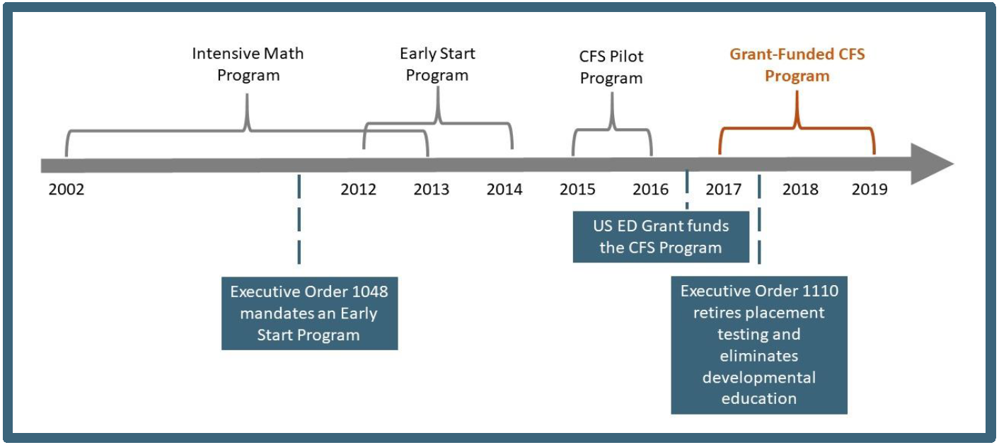 Intensive Math
Program
Early Start
Program
CFS Pilot
Program
Grant-Funded CFS
Program
2002
2012
2013
2014
2015
2016
2017
2018
2019
US ED Grant funds
the CFS Program
Executive Order 1048
mandates an Early
Start Program
Executive Order 1110
retires placement
testing and
eliminates
developmental
education